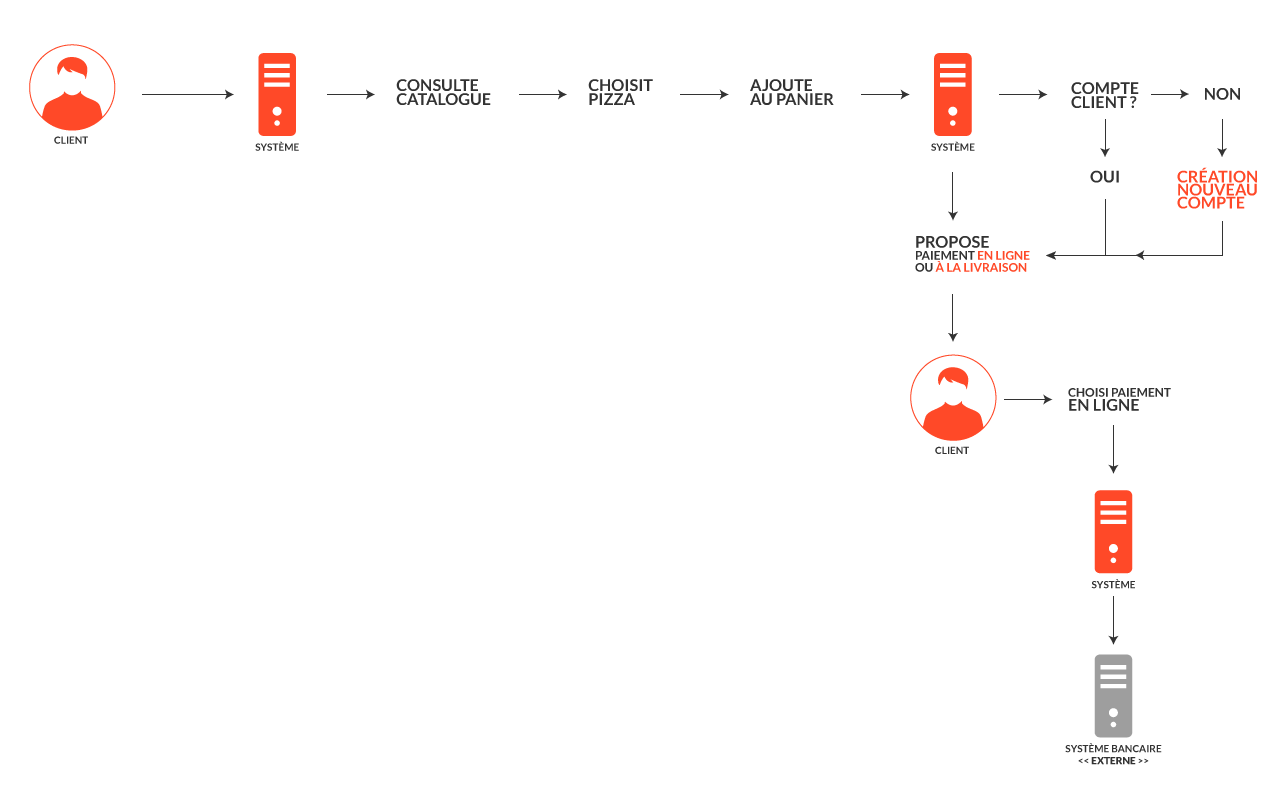 CLIENT
SYSTÈME
CONSULTE
CATALOGUE
CHOISIT
PIZZA
AJOUTE
AU PANIER
SYSTÈME
COMPTE
CLIENT ?
NON
OUI
CRÉATION
NOUVEAU
COMPTE
PROPOSE
PAIEMENT EN LIGNE
OU À LA LIVRAISON
CLIENT
CHOISI PAIEMENT
EN LIGNE
SYSTÈME
SYSTÈME BANCAIRE
<< EXTERNE >>